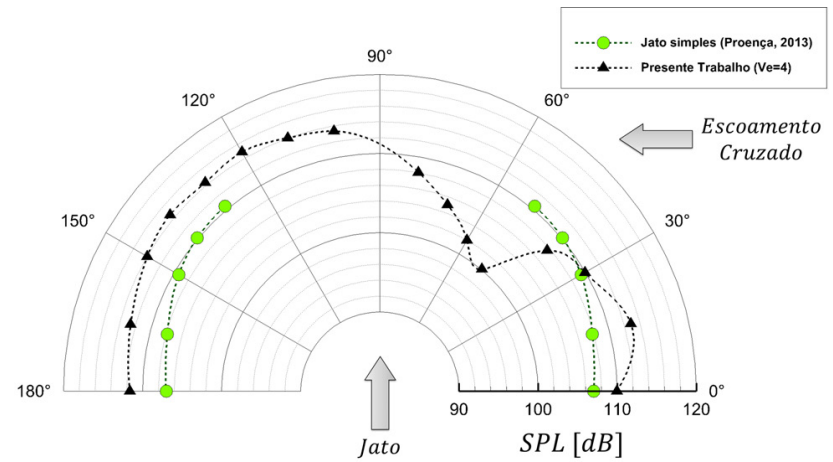 Jato simples (Proença, 2013)
Presente Trabalho (Ve=4)
90°
120°
60°
Escoamento
Cruzado
150°
30°
180°
0°
90
100
110
120
Jato
SPL [dB]